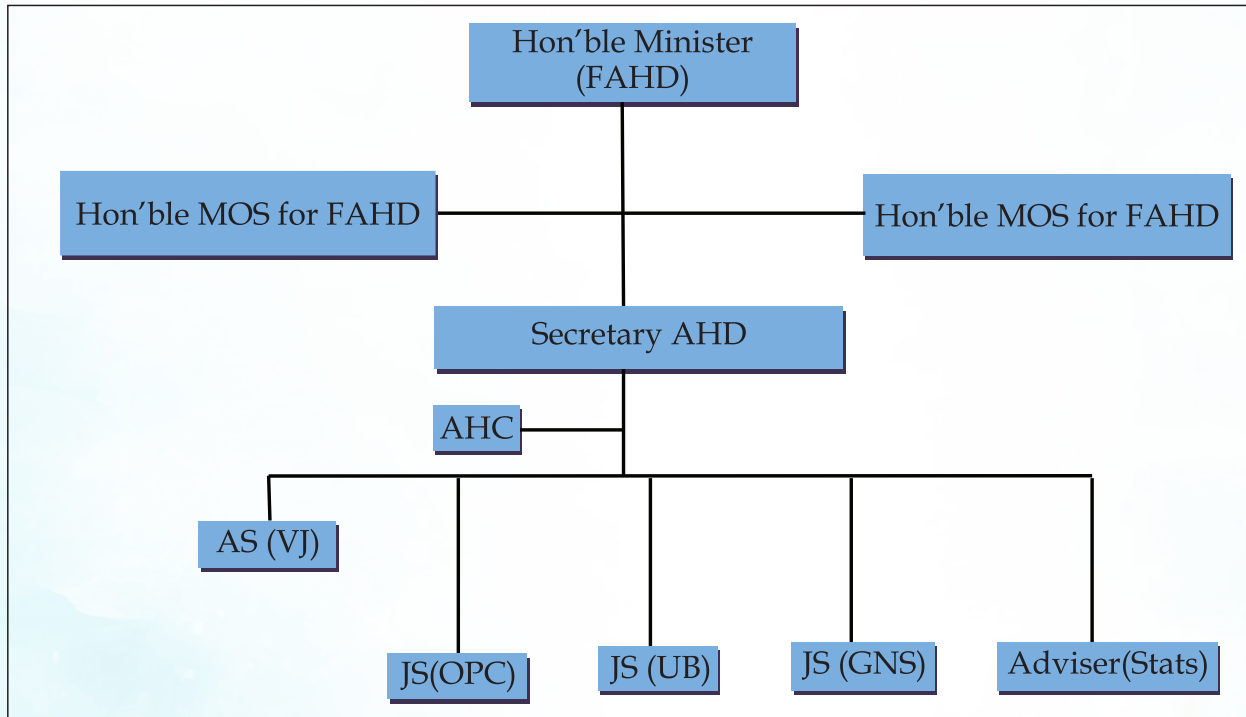 Hon’ble Minister
(FAHD)
Hon’ble MOS for FAHD
Hon’ble MOS for FAHD
Secretary AHD
AHC
AS (VJ)
JS(OPC)
JS (UB)
JS (GNS)
Adviser(Stats)